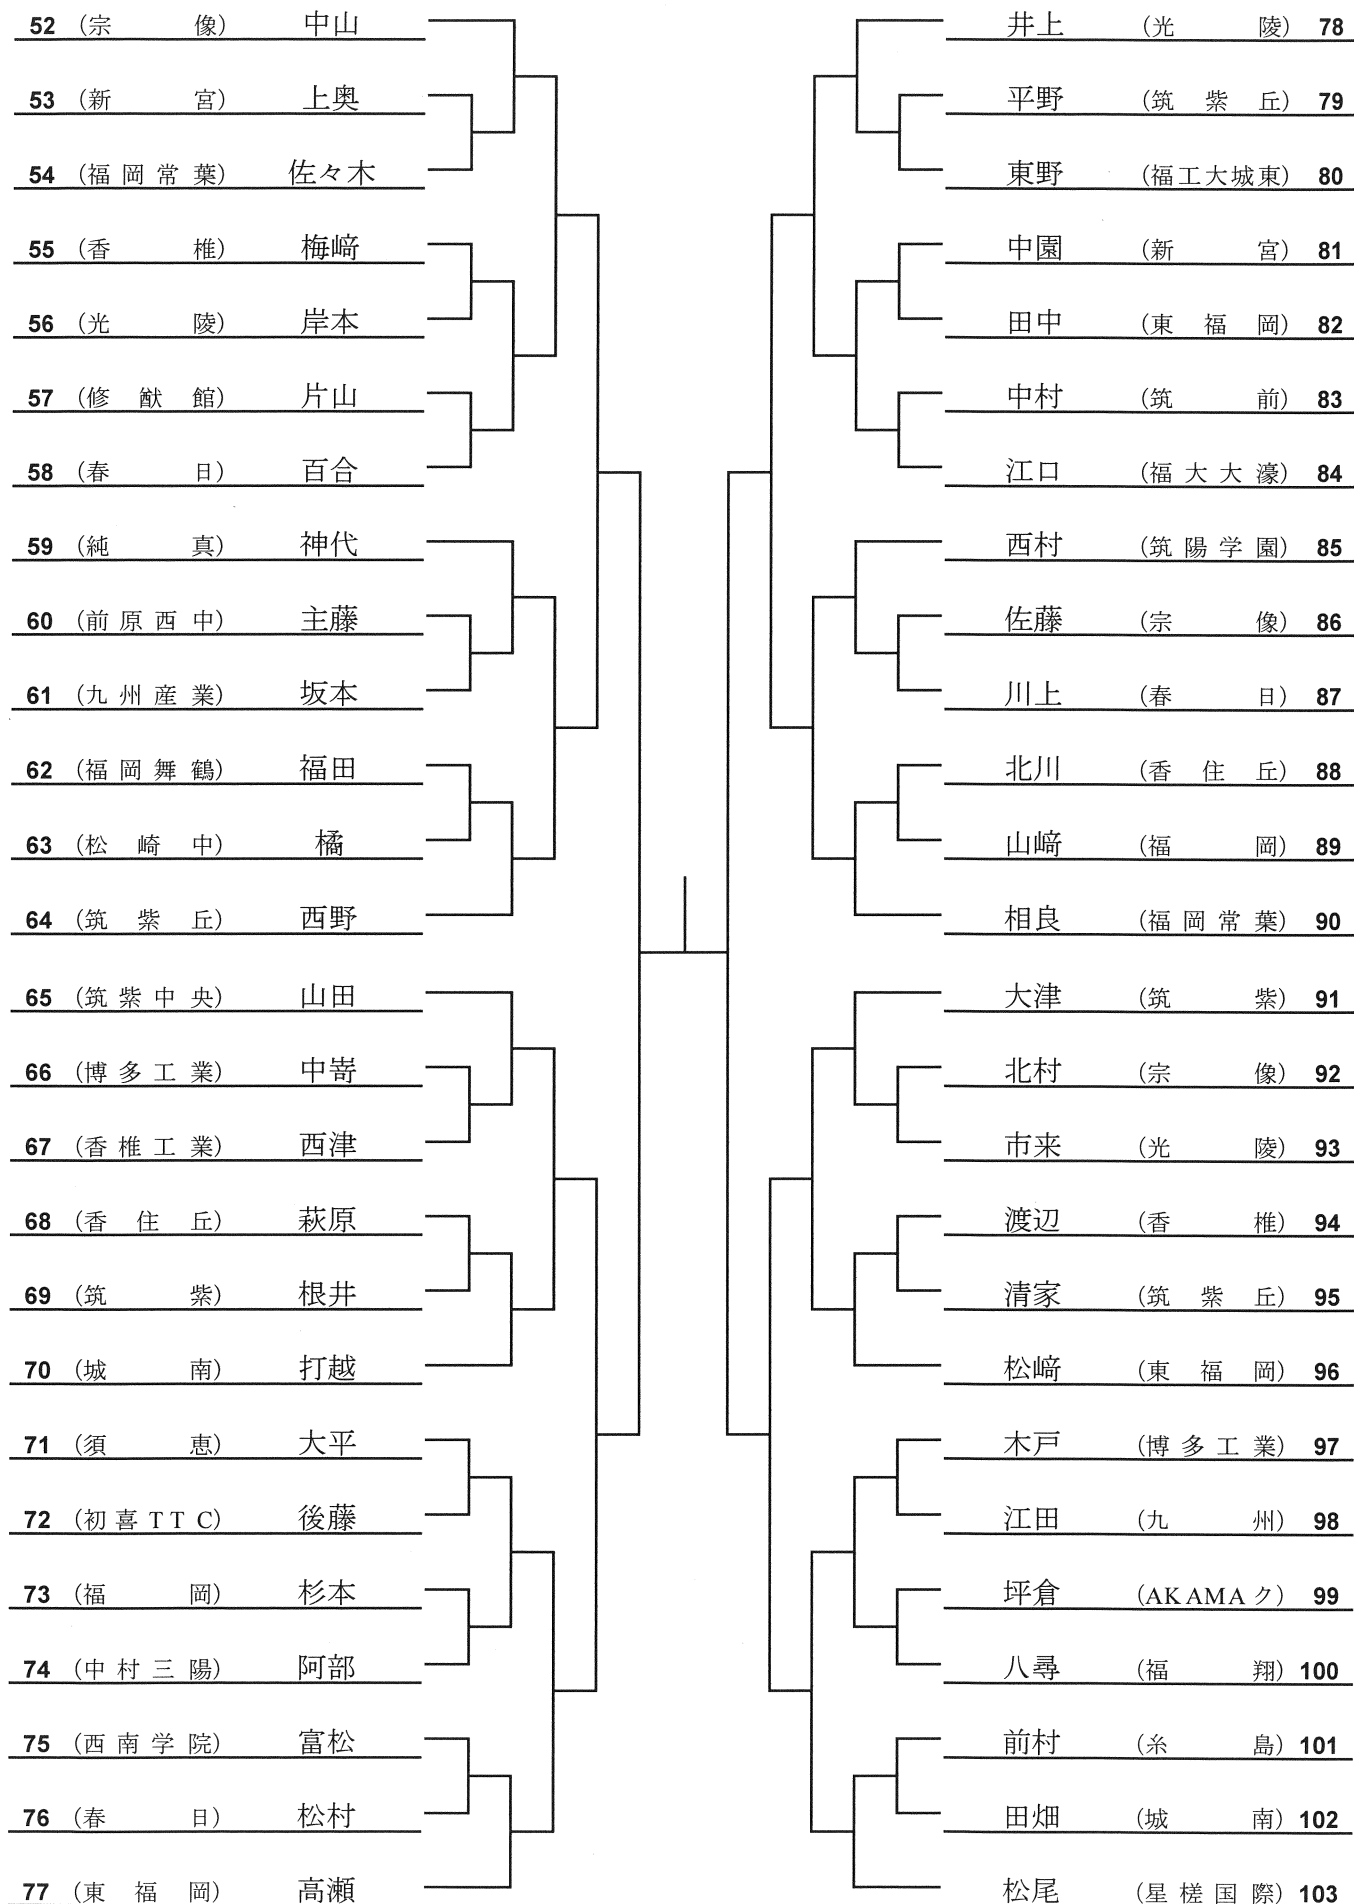 52 (宗像) 中山
53 (新宮) 上奥
54 (福岡常葉) 佐々木
55 (香椎) 梅﨑
56 (光陵) 岸本
57 (修猷館) 片山
58 (春日) 百合
59 (純真) 神代
60 (前原西中) 主藤
61 (九州産業) 坂本
62 (福岡舞鶴) 福田
63 (松崎中) 橘
64 (筑紫丘) 西野
65 (筑紫中央) 山田
66 (博多工業) 中嵜
67 (香椎工業) 西津
68 (香住丘) 萩原
69 (筑紫) 根井
70 (城南) 打越
71 (須恵) 大平
72 (初喜TTC) 後藤
73 (福岡) 杉本
74 (中村三陽) 阿部
75 (西南学院) 富松
76 (春日) 松村
77 (東福岡) 高瀬
井上 (光陵) 78
平野 (筑紫丘) 79
東野 (福工大城東) 80
中園 (新宮) 81
田中 (東福岡) 82
中村 (筑前) 83
江口 (福大大濠) 84
西村 (筑陽学園) 85
佐藤 (宗像) 86
川上 (春日) 87
北川 (香住丘) 88
山﨑 (福岡) 89
相良 (福岡常葉) 90
大津 (筑紫) 91
北村 (宗像) 92
市来 (光陵) 93
渡辺 (香椎) 94
清家 (筑紫丘) 95
松﨑 (東福岡) 96
木戸 (博多工業) 97
江田 (九州) 98
坪倉 (AKAMAク) 99
八尋 (福翔) 100
前村 (糸島) 101
田畑 (城南) 102
松尾 (星槎国際) 103